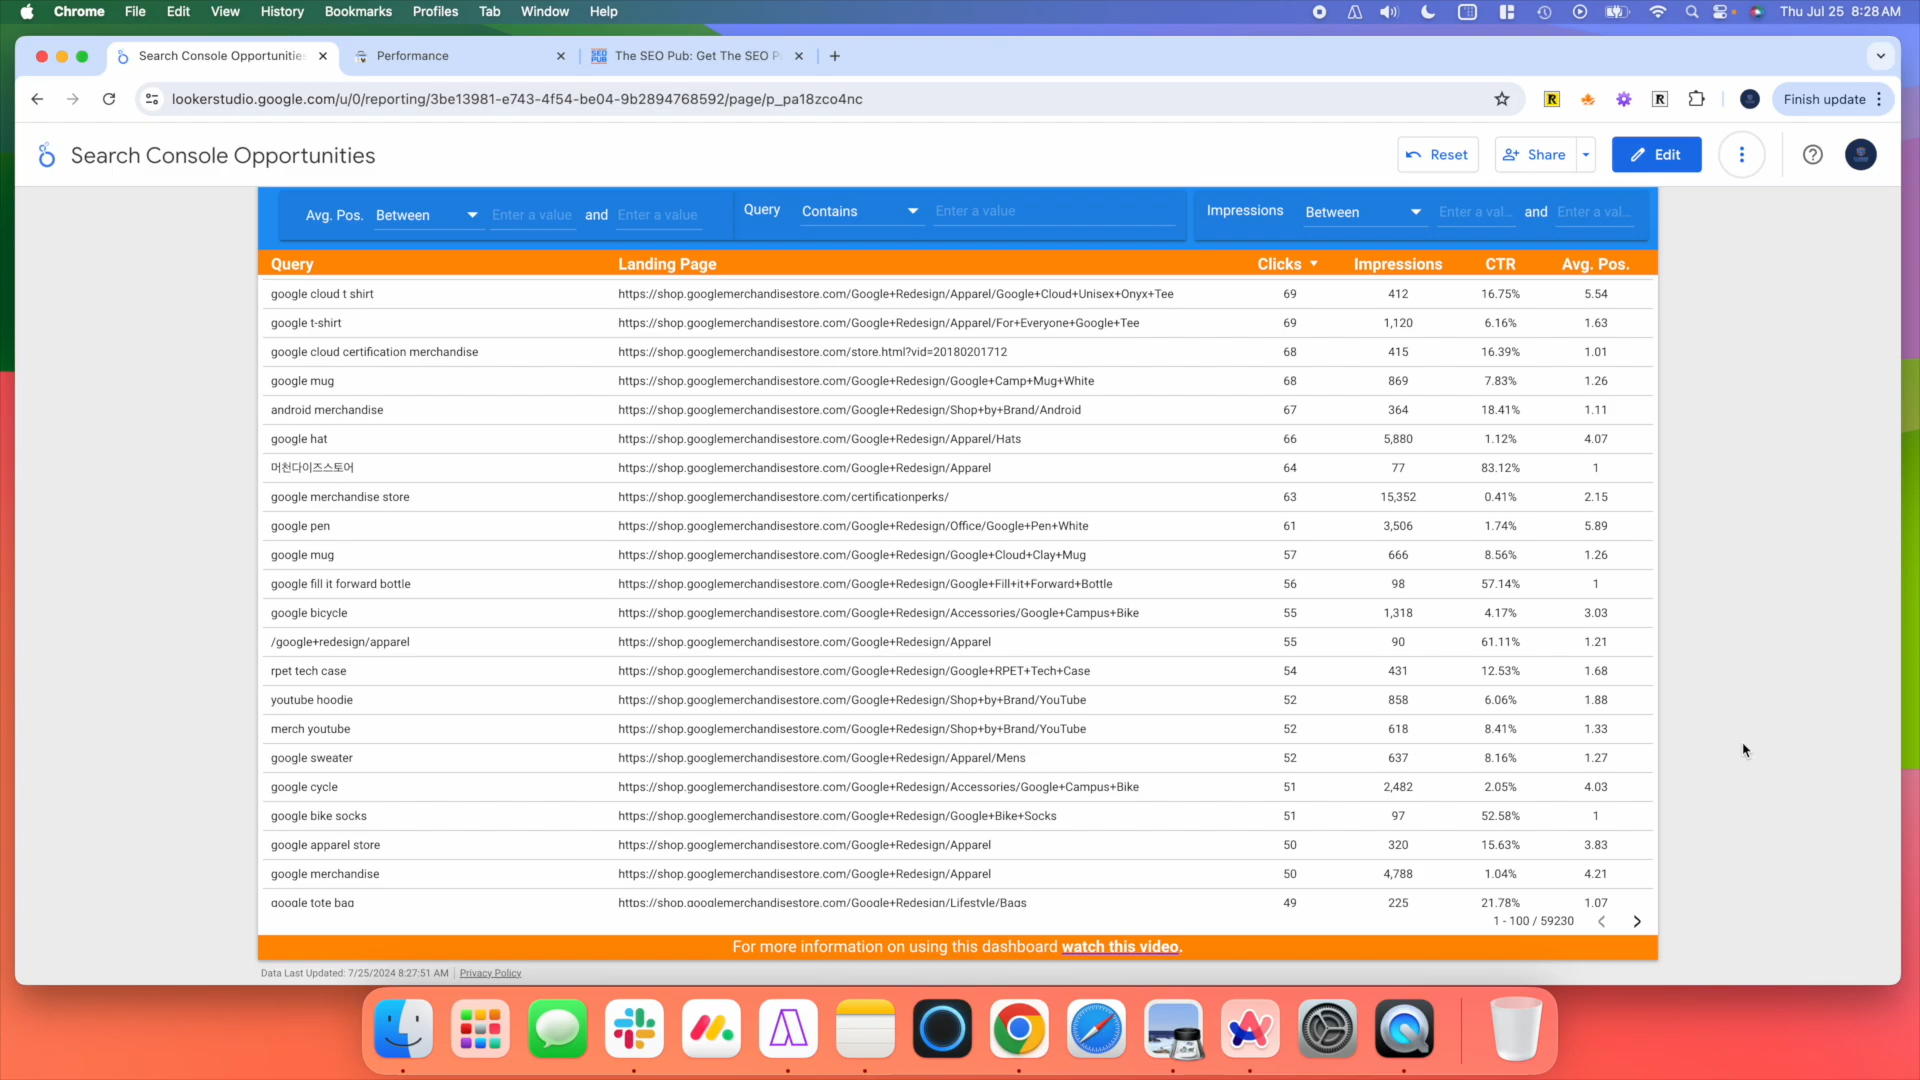 Chrome File Edit View History Bookmarks Profiles Tab Window Help Thu Jul 25 8:28 AM
Search Console Opportunitie Performance The SEO Pub: Get The SEO P
lookerstudio.google.com/u/0/reporting/3be13981-e743-4f54-be04-9b2894768592/page/p_pa18zco4nc R R Finish update
Search Console Opportunities Reset Share Edit
Avg. Pos. Between Enter a value and Enter a value Query Contains Enter a value Impressions Between Enter a val... and Enter a val...
Query Landing Page Clicks Impressions CTR Avg. Pos.
google cloud t shirt https://shop.googlemerchandisestore.com/Google+Redesign/Apparel/Google+Cloud+Unisex+Onyx+Tee 69 412 16.75% 5.54
google t-shirt https://shop.googlemerchandisestore.com/Google+Redesign/Apparel/For+Everyone+Google+Tee 69 1,120 6.16% 1.63
google cloud certification merchandise https://shop.googlemerchandisestore.com/store.html?vid=20180201712 68 415 16.39% 1.01
google mug https://shop.googlemerchandisestore.com/Google+Redesign/Google+Camp+Mug+White 68 869 7.83% 1.26
android merchandise https://shop.googlemerchandisestore.com/Google+Redesign/Shop+by+Brand/Android 67 364 18.41% 1.11
google hat https://shop.googlemerchandisestore.com/Google+Redesign/Apparel/Hats 66 5,880 1.12% 4.07
머천다이즈스토어 https://shop.googlemerchandisestore.com/Google+Redesign/Apparel 64 77 83.12% 1
google merchandise store https://shop.googlemerchandisestore.com/certificationperks/ 63 15,352 0.41% 2.15
google pen https://shop.googlemerchandisestore.com/Google+Redesign/Office/Google+Pen+White 61 3,506 1.74% 5.89
google mug https://shop.googlemerchandisestore.com/Google+Redesign/Google+Cloud+Clay+Mug 57 666 8.56% 1.26
google fill it forward bottle https://shop.googlemerchandisestore.com/Google+Redesign/Google+Fill+it+Forward+Bottle 56 98 57.14% 1
google bicycle https://shop.googlemerchandisestore.com/Google+Redesign/Accessories/Google+Campus+Bike 55 1,318 4.17% 3.03
/google+redesign/apparel https://shop.googlemerchandisestore.com/Google+Redesign/Apparel 55 90 61.11% 1.21
rpet tech case https://shop.googlemerchandisestore.com/Google+Redesign/Google+RPET+Tech+Case 54 431 12.53% 1.68
youtube hoodie https://shop.googlemerchandisestore.com/Google+Redesign/Shop+by+Brand/YouTube 52 858 6.06% 1.88
merch youtube https://shop.googlemerchandisestore.com/Google+Redesign/Shop+by+Brand/YouTube 52 618 8.41% 1.33
google sweater https://shop.googlemerchandisestore.com/Google+Redesign/Apparel/Mens 52 637 8.16% 1.27
google cycle https://shop.googlemerchandisestore.com/Google+Redesign/Accessories/Google+Campus+Bike 51 2,482 2.05% 4.03
google bike socks https://shop.googlemerchandisestore.com/Google+Redesign/Google+Bike+Socks 51 97 52.58% 1
google apparel store https://shop.googlemerchandisestore.com/Google+Redesign/Apparel 50 320 15.63% 3.83
google merchandise https://shop.googlemerchandisestore.com/Google+Redesign/Apparel 50 4,788 1.04% 4.21
google tote bag https://shop.googlemerchandisestore.com/Google+Redesign/Lifestyle/Bags 49 225 21.78% 1.07
1 - 100 / 59230
For more information on using this dashboard watch this video.
Data Last Updated: 7/25/2024 8:27:51 AM Privacy Policy